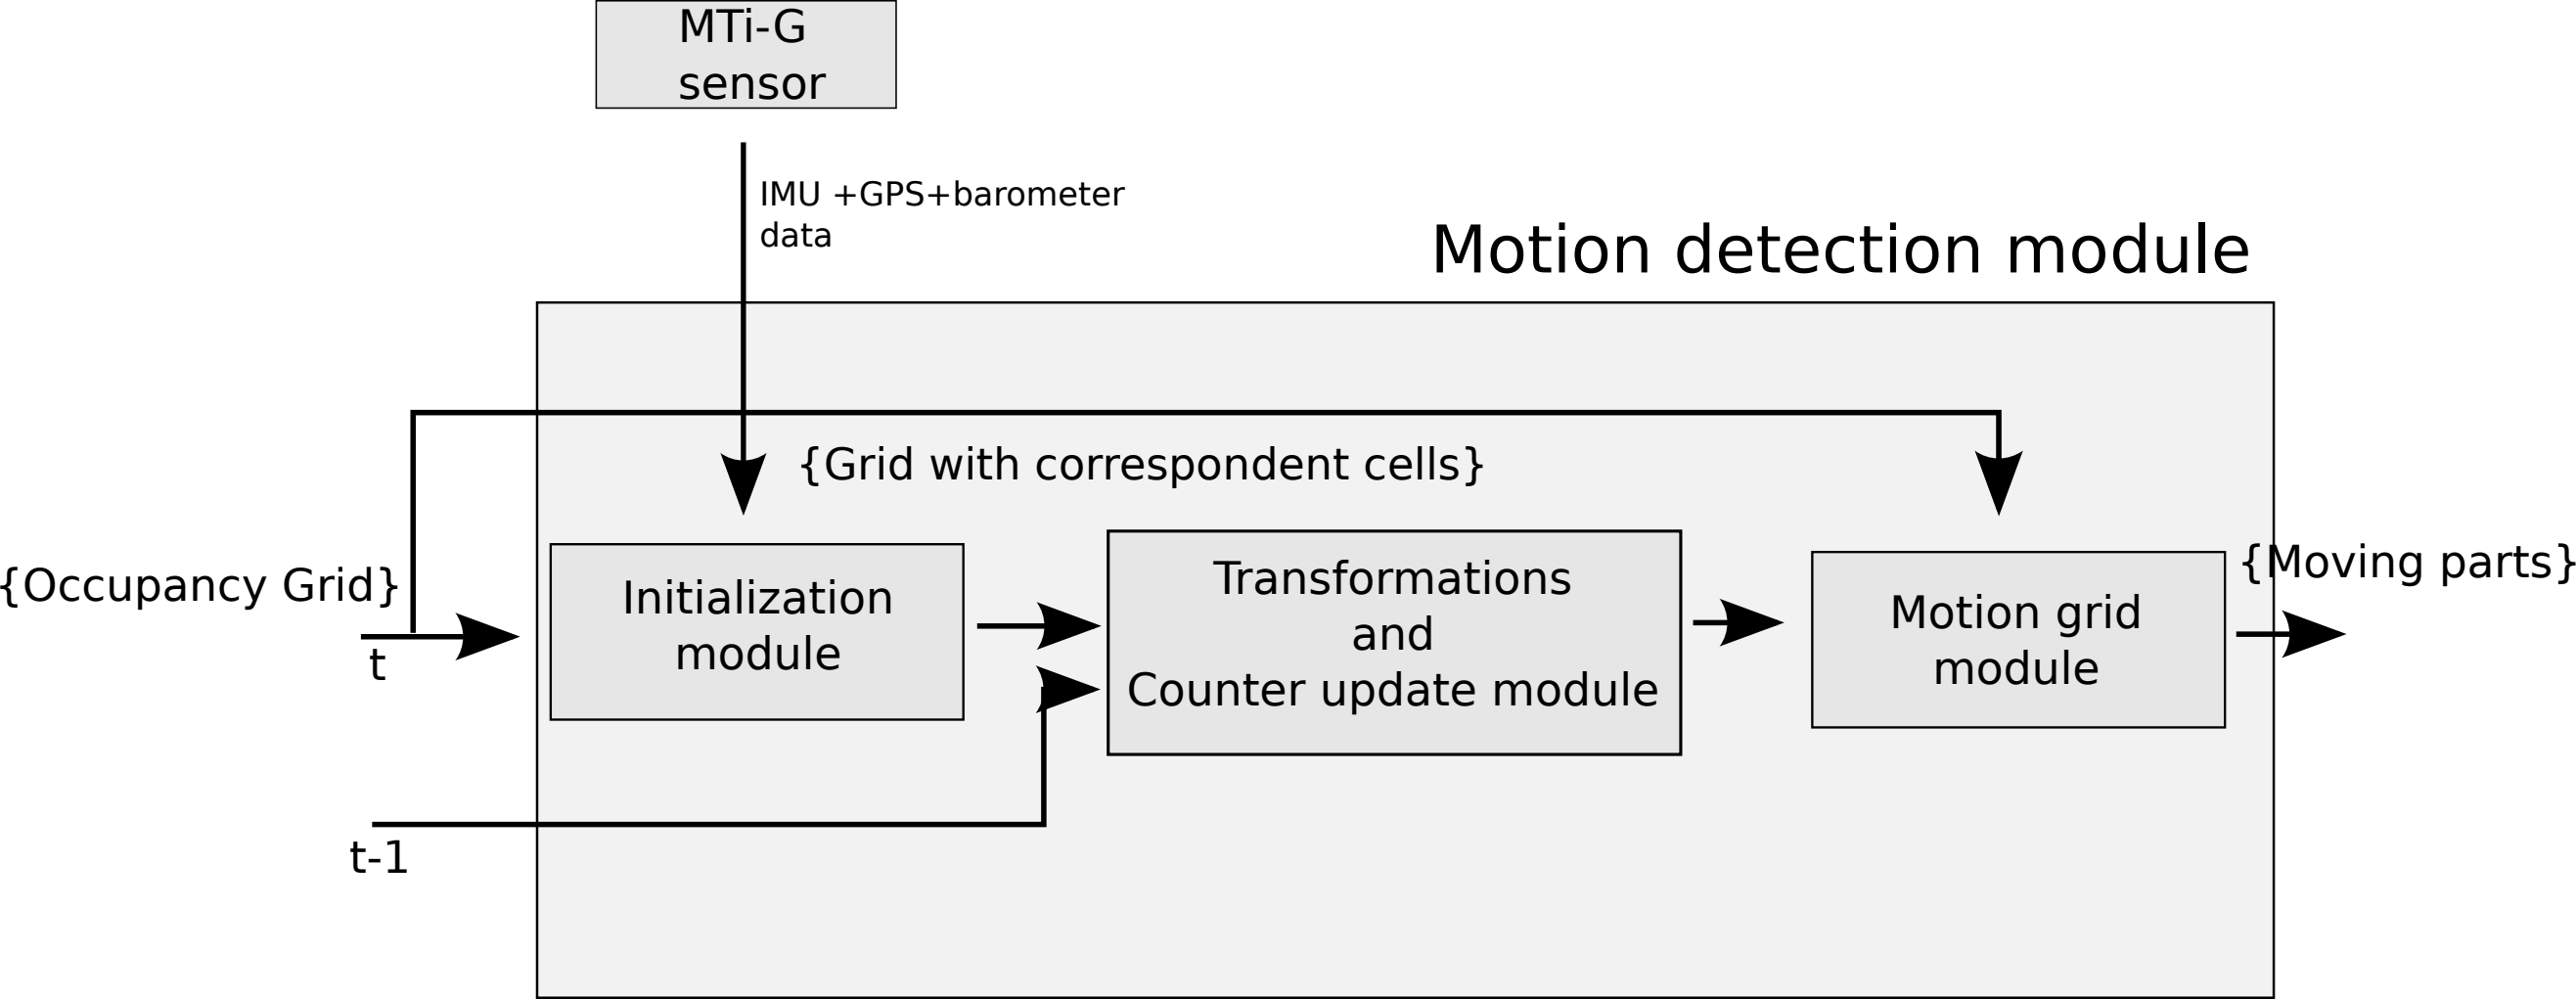 MTi-G
sensor
IMU +GPS+barometer
data
Motion detection module
{Grid with correspondent cells}
{Occupancy Grid}
t
Initialization
module
Transformations
and
Counter update module
Motion grid
module
{Moving parts}
t-1